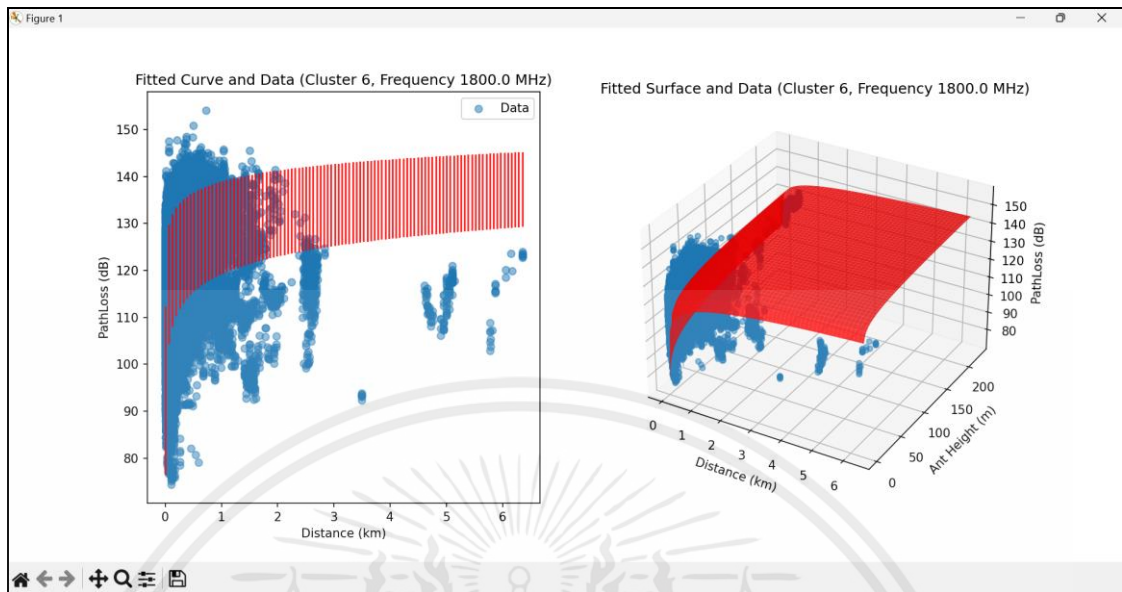 Figure 1
Fitted Curve and Data (Cluster 6, Frequency 1800.0 MHz)
Data
150
140
130
120
110
100
90
80
PathLoss (dB)
0 1 2 3 4 5 6
Distance (km)
Fitted Surface and Data (Cluster 6, Frequency 1800.0 MHz)
150
140
130
120
110
100
90
80
PathLoss (dB)
200
150
100
50
0
Ant Height (m)
0 1 2 3 4 5 6
Distance (km)